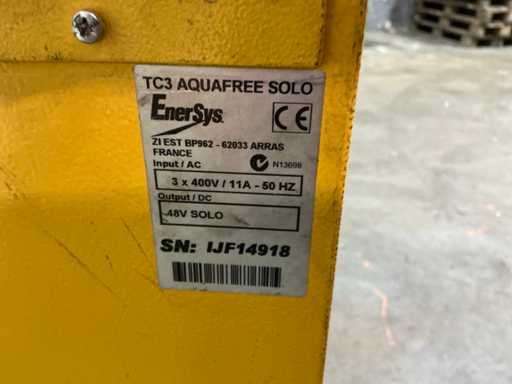 TC3 AQUAFREE SOLO
EnerSys
CE
ZI EST BP962 - 62033 ARRAS
FRANCE
N13698
Input / AC
3 x 400V / 11A - 50 HZ
Output / DC
48V SOLO
SN: IJF14918